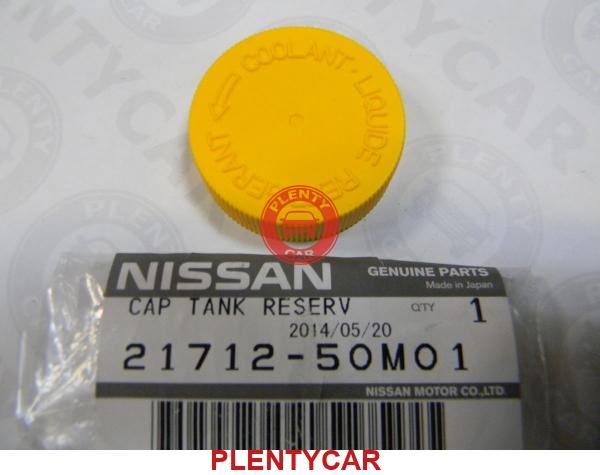 COOLANT · LIQUIDE REFRIGERANT
PLENTY
CAR
NISSAN
GENUINE PARTS
Made in Japan
CAP TANK RESERV
QTY 1
2014/05/20
21712-50M01
NISSAN MOTOR CO.,LTD.
PLENTYCAR